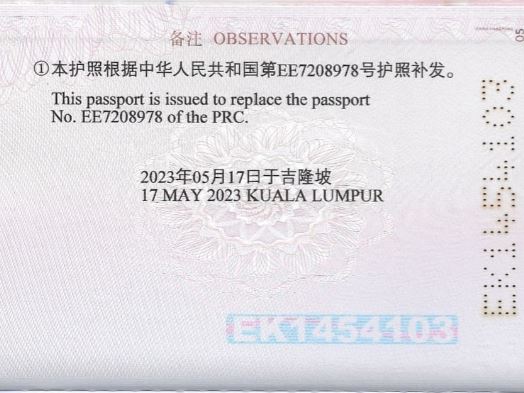 备注 OBSERVATIONS
①本护照根据中华人民共和国第EE7208978号护照补发。
This passport is issued to replace the passport
No. EE7208978 of the PRC.
2023年05月17日于吉隆坡
17 MAY 2023 KUALA LUMPUR
EK1454103
EK1454103
05